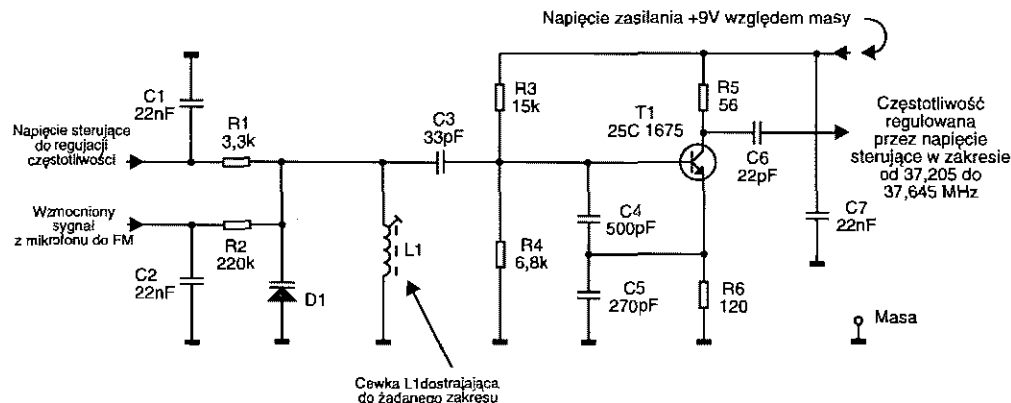 Napięcie zasilania +9V względem masy
C1
22nF
Napięcie sterujące
do regujacji
częstotliwości
R1
3,3k
C3
33pF
R3
15k
T1
25C 1675
R5
56
C6
22pF
Częstotliwość
regulowana
przez napięcie
sterujące w zakresie
od 37,205 do
37,645 MHz
Wzmocniony
sygnał
z mikrofonu do FM
R2
220k
C2
22nF
D1
L1
R4
6,8k
C4
500pF
C5
270pF
R6
120
C7
22nF
Masa
Cewka L1dostrajająca
do żądanego zakresu